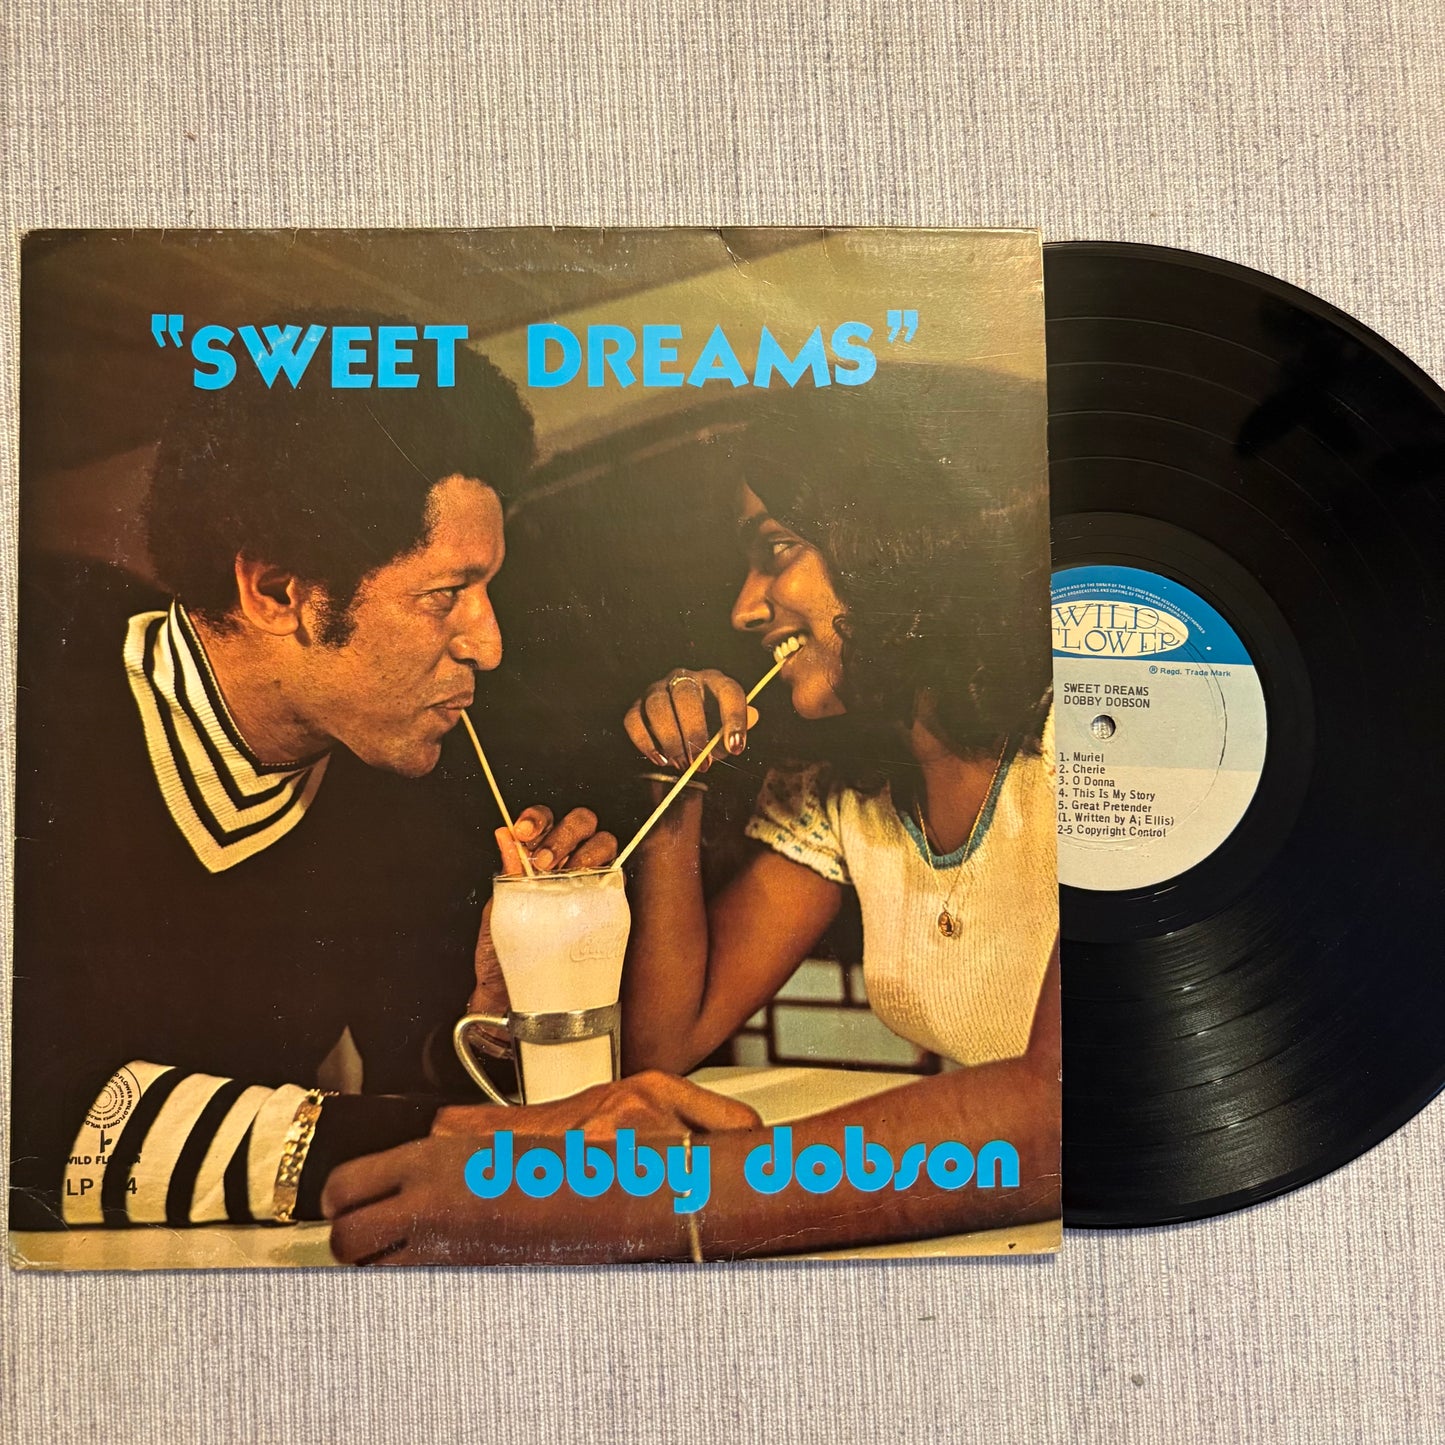 "SWEET DREAMS"
WILD FLOWER
LP
dobby dobson
WILD
FLOWER
® Regd. Trade Mark
SWEET DREAMS
DOBBY DOBSON
1. Muriel
2. Cherie
3. O Donna
4. This Is My Story
5. Great Pretender
(1. Written by A¡ Ellis)
2-5 Copyright Control